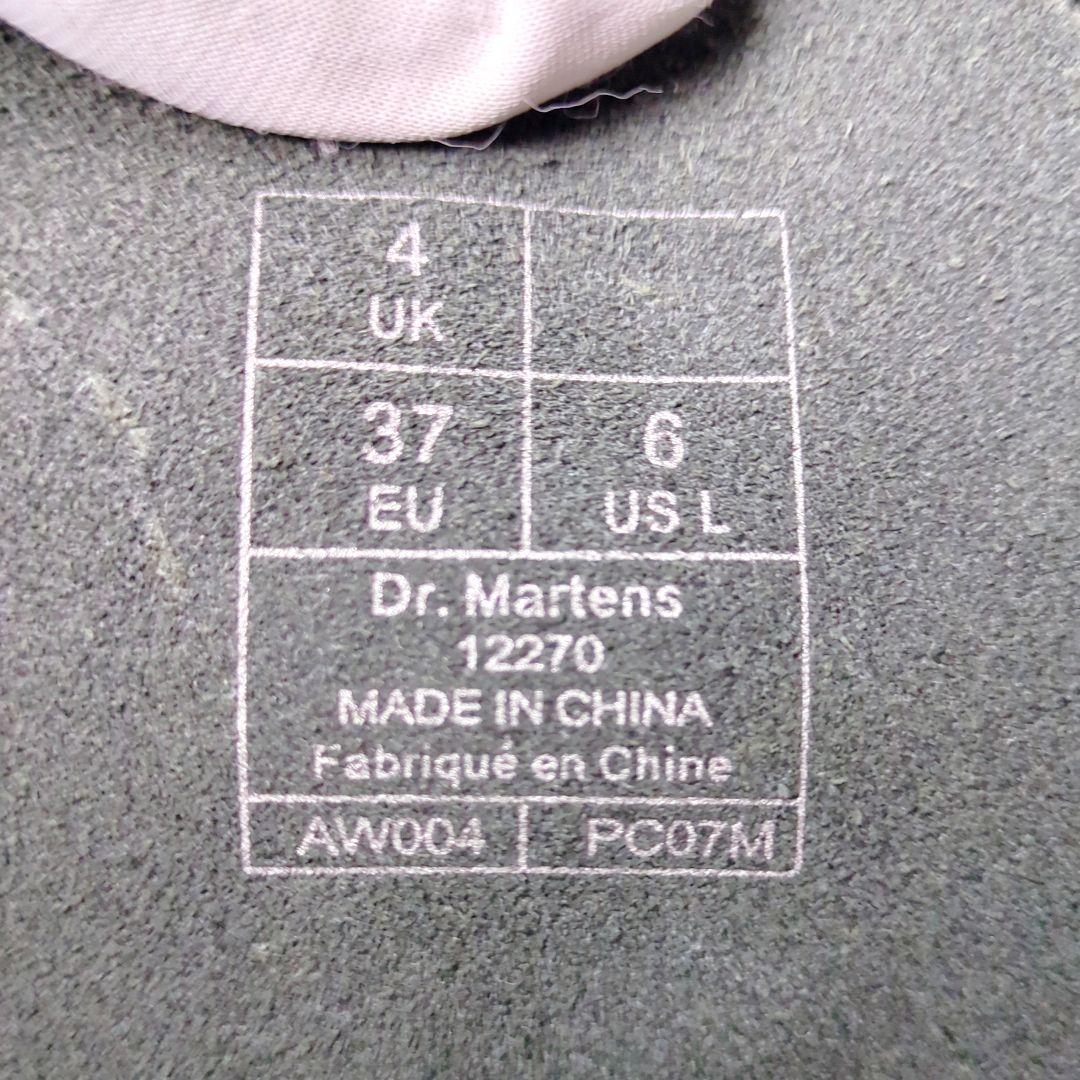 4
UK
37
EU
6
US L
Dr. Martens
12270
MADE IN CHINA
Fabriqué en Chine
AW004
PC07M